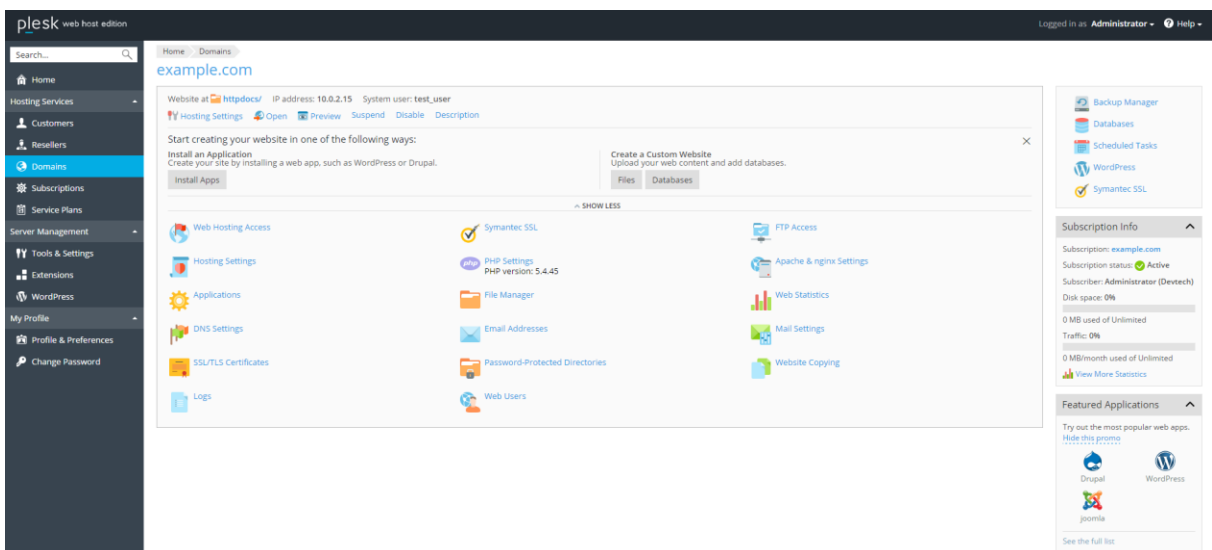 plesk web host edition
Logged in as Administrator Help
Search...
Home
Hosting Services
Customers
Resellers
Domains
Subscriptions
Service Plans
Server Management
Tools & Settings
Extensions
WordPress
My Profile
Profile & Preferences
Change Password
Home Domains
example.com
Website at httpdocs/ IP address: 10.0.2.15 System user: test_user
Hosting Settings Open Preview Suspend Disable Description
Start creating your website in one of the following ways:
Install an Application
Create your site by installing a web app, such as WordPress or Drupal.
Install Apps
Create a Custom Website
Upload your web content and add databases.
Files Databases
SHOW LESS
Web Hosting Access
Symantec SSL
FTP Access
Hosting Settings
PHP Settings
PHP version: 5.4.45
Apache & nginx Settings
Applications
File Manager
Web Statistics
DNS Settings
Email Addresses
Mail Settings
SSL/TLS Certificates
Password-Protected Directories
Website Copying
Logs
Web Users
Backup Manager
Databases
Scheduled Tasks
WordPress
Symantec SSL
Subscription Info
Subscription: example.com
Subscription status: Active
Subscriber: Administrator (Devtech)
Disk space: 0%
0 MB used of Unlimited
Traffic: 0%
0 MB/month used of Unlimited
View More Statistics
Featured Applications
Try out the most popular web apps.
Hide this promo
Drupal WordPress
joomla
See the full list